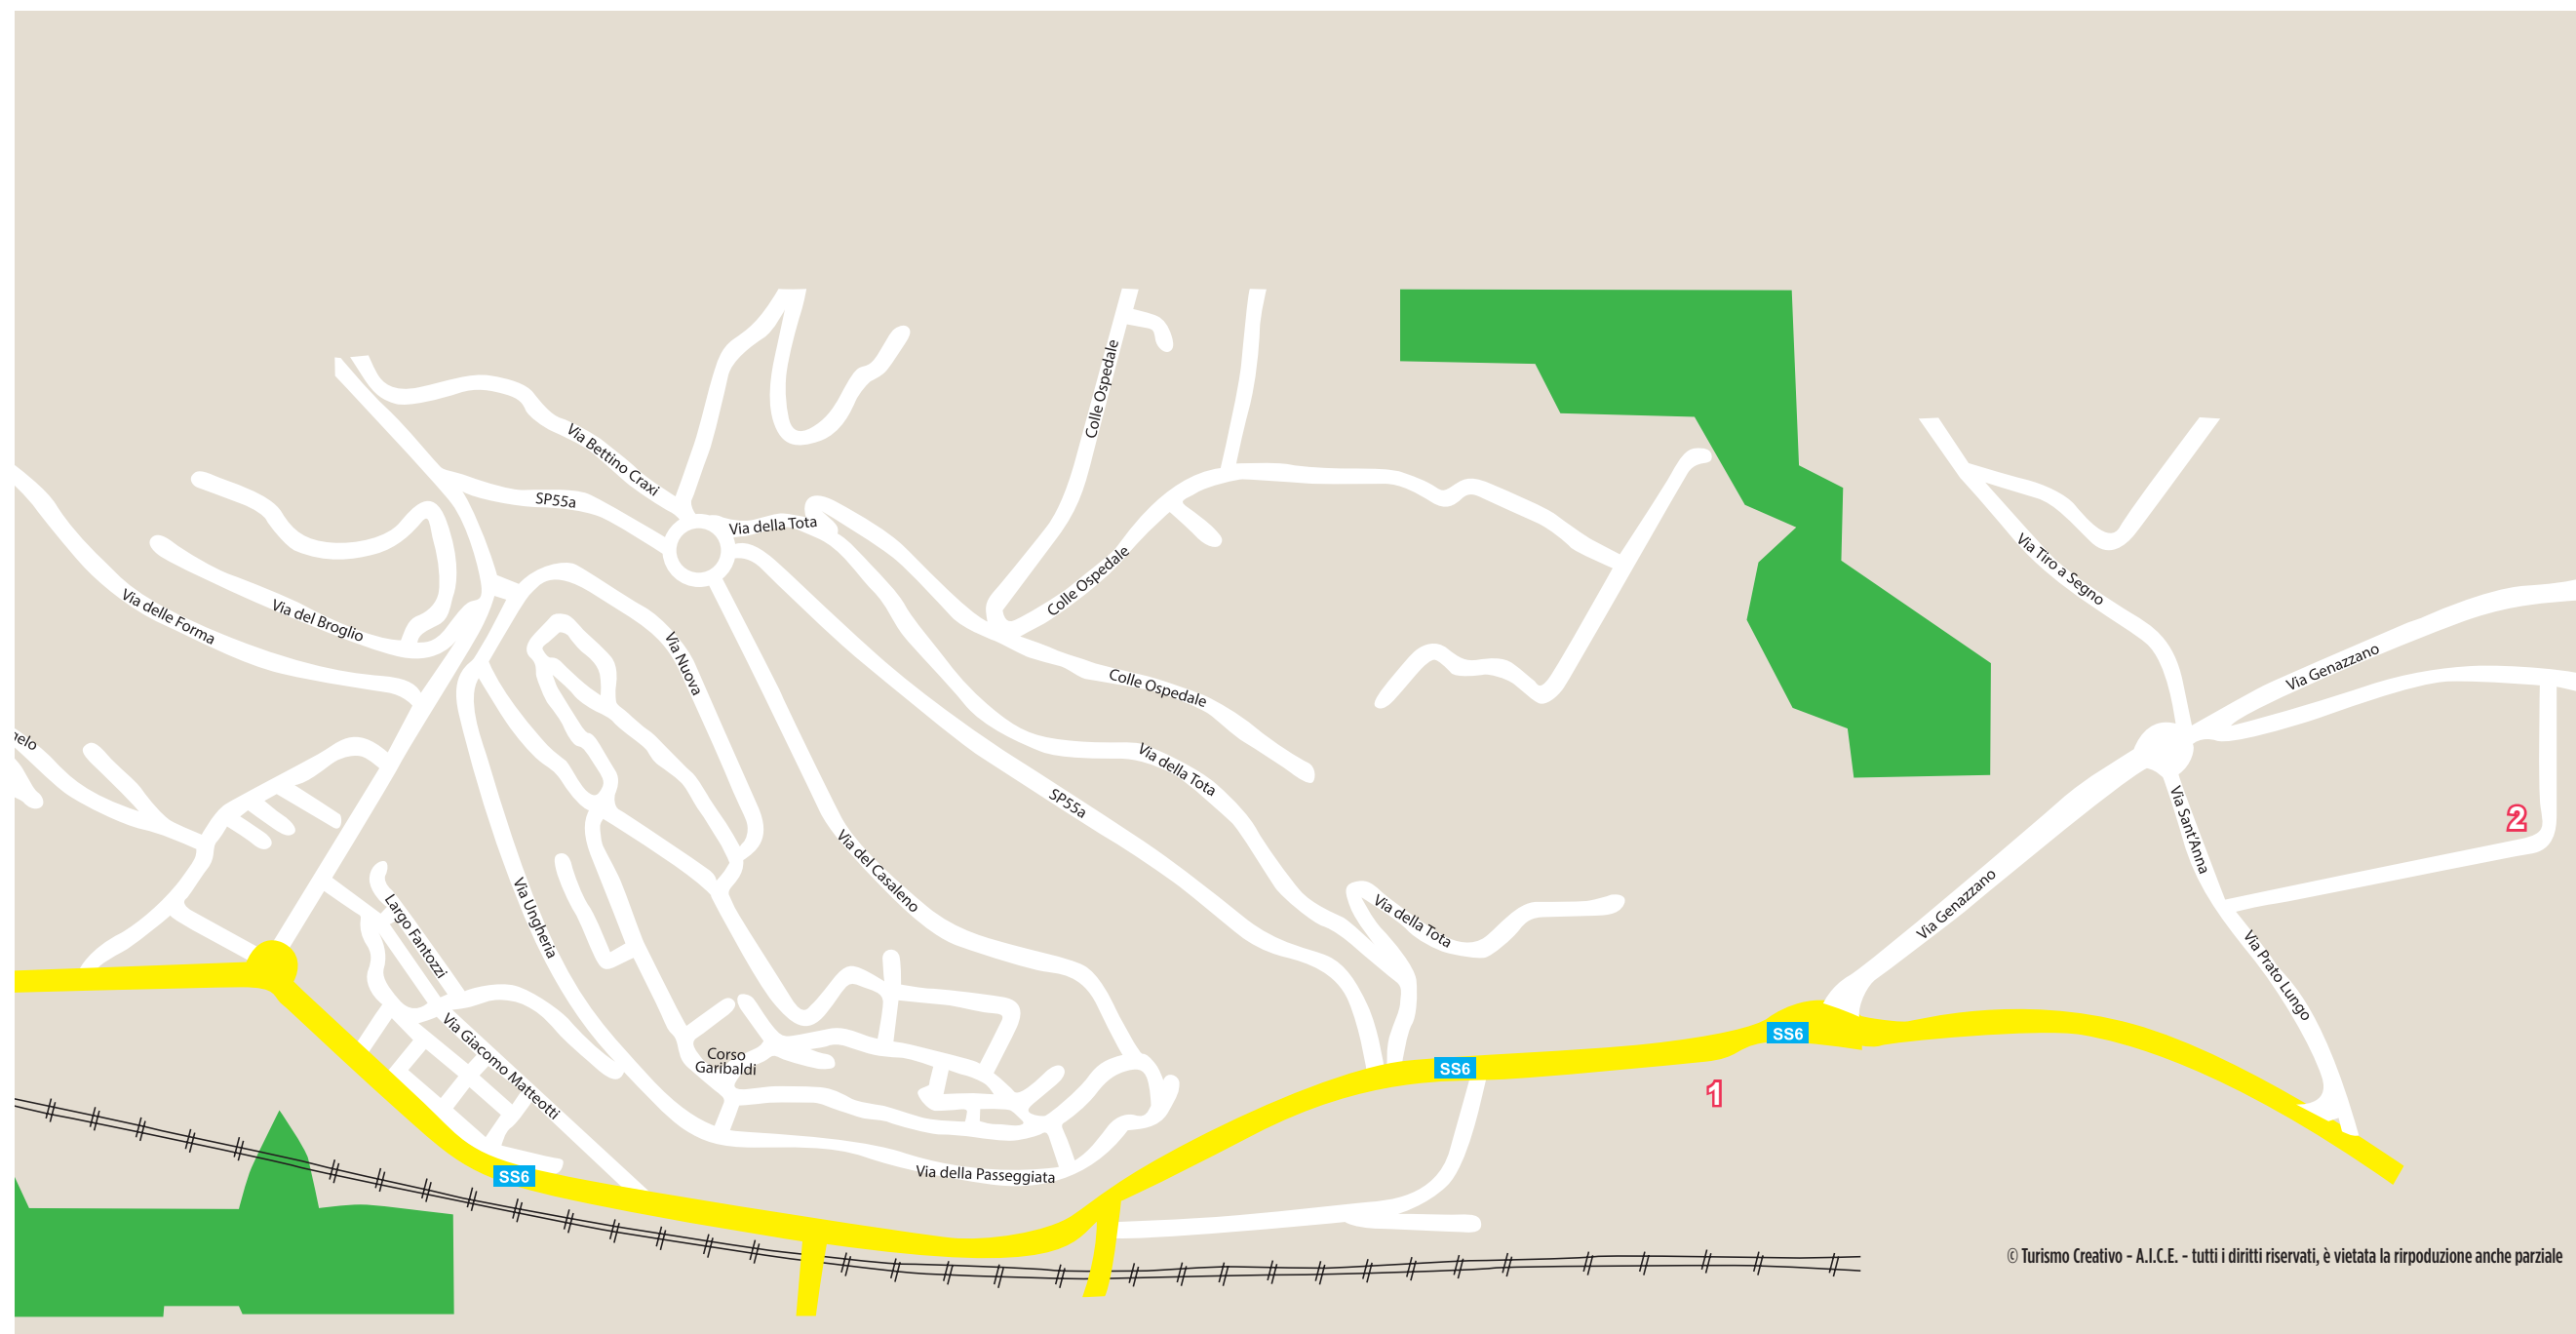 Colle Ospedale
Via Bettino Craxi
SP55a
Via della Tota
Via Tiro a Segno
Colle Ospedale
Via delle Forma
Via del Broglio
Via Nuova
Via Genazzano
Colle Ospedale
Via della Tota
SP55a
2
Via Sant'Anna
Via del Casaleno
Via Ungheria
Largo Fantozzi
Via della Tota
Via Genazzano
Via Prato Lungo
SS6
Via Giacomo Matteotti
Corso
Garibaldi
SS6
1
SS6
Via della Passeggiata
© Turismo Creativo - A.I.C.E. - tutti i diritti riservati, è vietata la rirpoduzione anche parziale